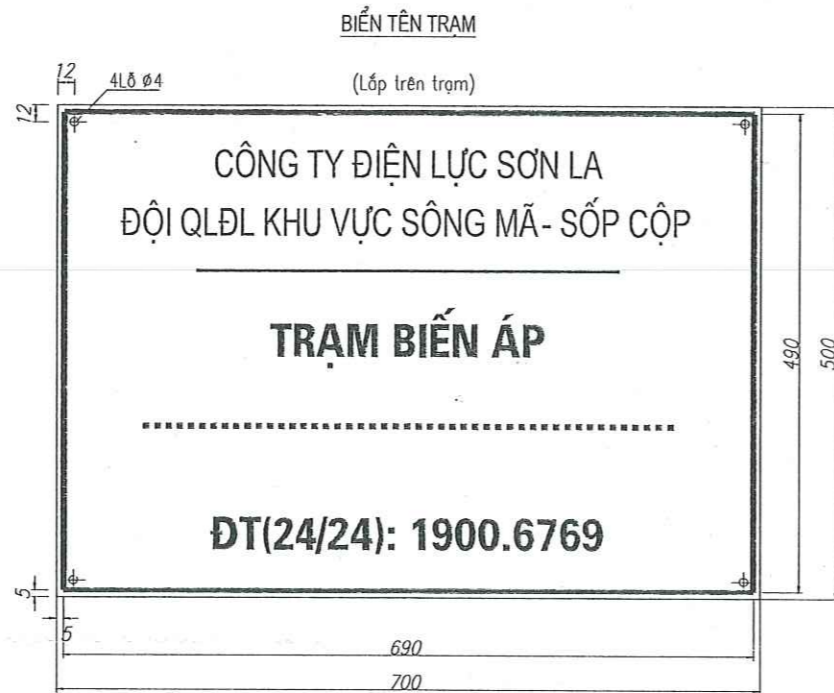 BIỂN TÊN TRẠM
(Lắp trên trạm)
12
4Lỗ Ø4
12
CÔNG TY ĐIỆN LỰC SƠN LA
ĐỘI QLĐL KHU VỰC SÔNG MÃ- SỐP CỘP
TRẠM BIẾN ÁP
ĐT(24/24): 1900.6769
490
500
5
5
690
700